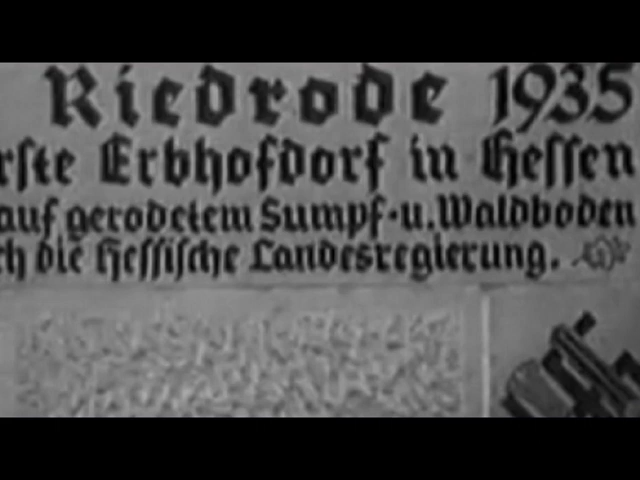 Riedrode 1935
rste Erbhofdorf in Hessen
auf gerodetem Sumpf-u. Waldboden
ch die Hessische Landesregierung.